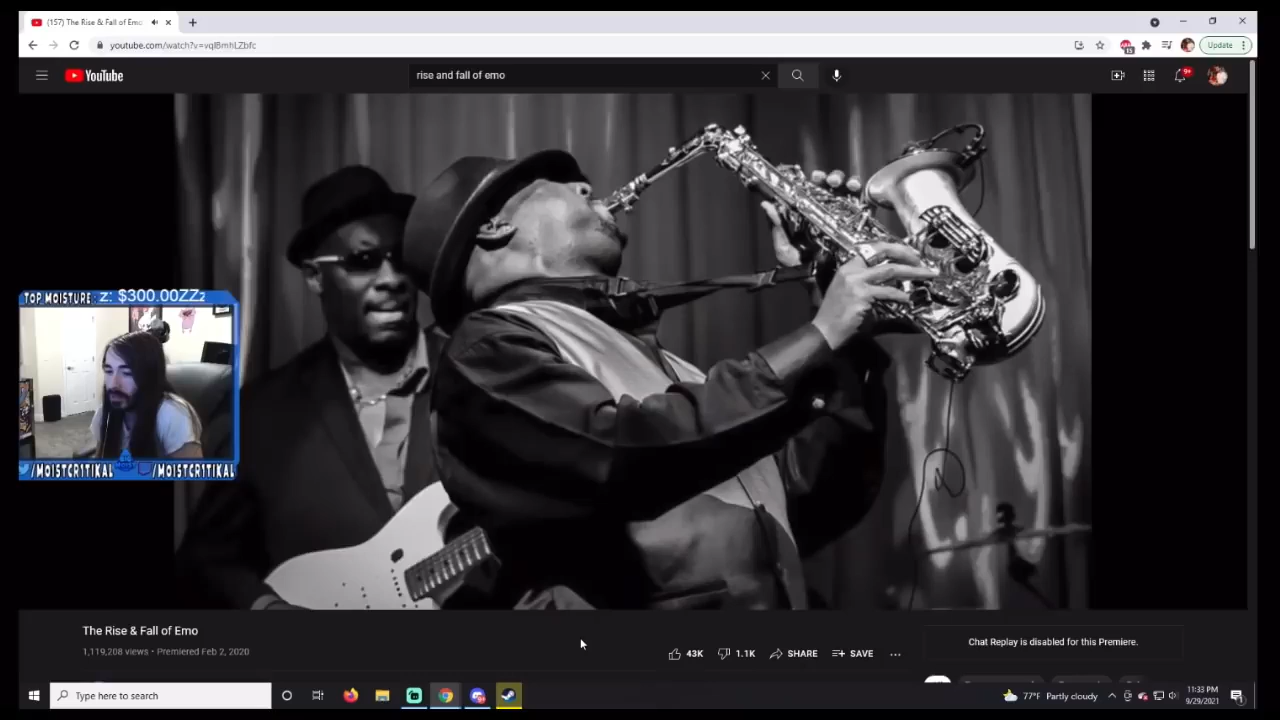 (157) The Rise & Fall of Emo
youtube.com/watch?v=vqIBmhLZbfc
Update
YouTube
rise and fall of emo
9+
TOP MOISTURE: z: $300.00ZZz
/MOISTCR1TIKAL
/MOISTCR1TIKAL
The Rise & Fall of Emo
1,119,208 views • Premiered Feb 2, 2020
43K
1.1K
SHARE
SAVE
Chat Replay is disabled for this Premiere.
Type here to search
77°F Partly cloudy
11:33 PM
9/29/2021